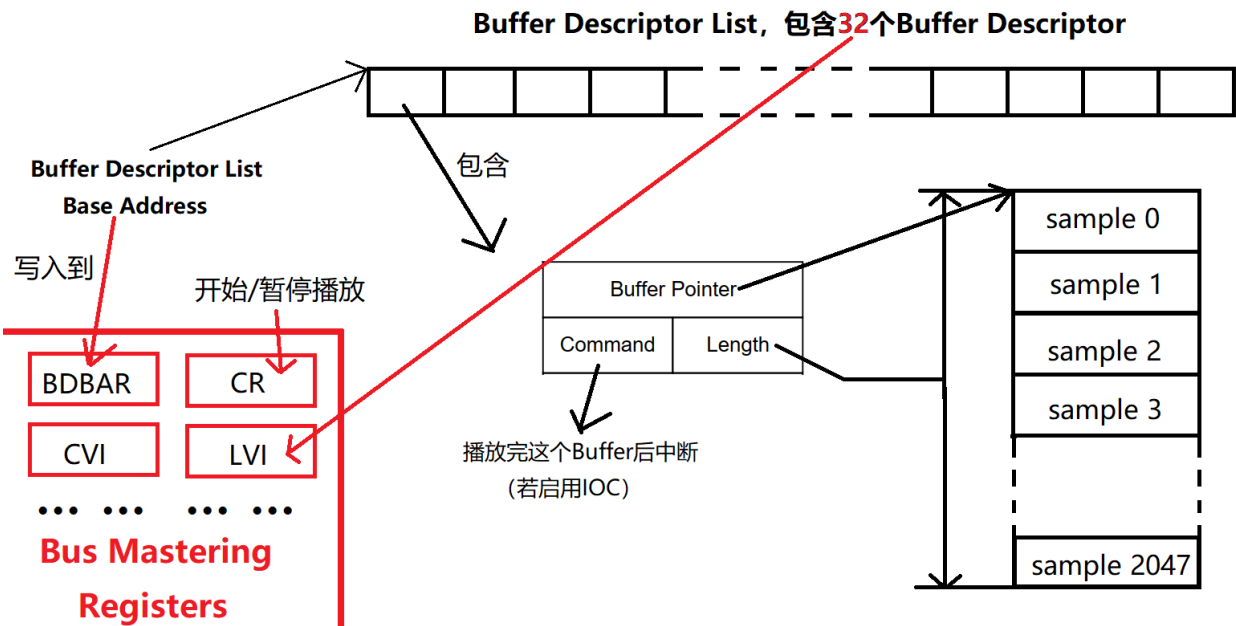 Buffer Descriptor List，包含32个Buffer Descriptor
Buffer Descriptor List
Base Address
包含
写入到
开始/暂停播放
Buffer Pointer
Command
Length
播放完这个Buffer后中断
（若启用IOC）
sample 0
sample 1
sample 2
sample 3
sample 2047
BDBAR
CR
CVI
LVI
••• ••• ••• •••
Bus Mastering
Registers